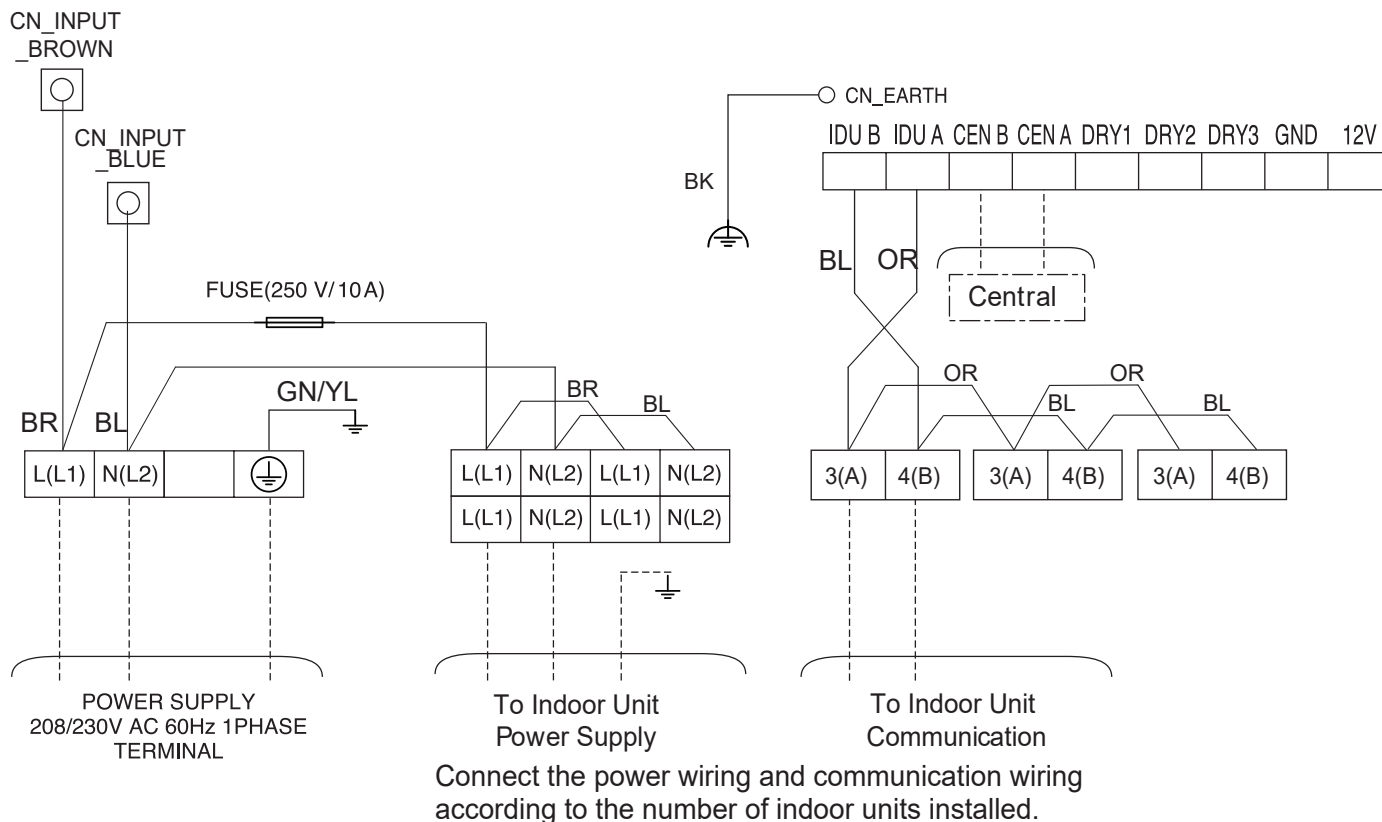 CN_INPUT
_BROWN
CN_INPUT
_BLUE
CN_EARTH
IDU B IDU A CEN B CEN A DRY1 DRY2 DRY3 GND 12V
BK
BL OR
Central
FUSE(250 V/10A)
GN/YL
BR BL
BR
BL
OR
BL
OR
BL
L(L1) N(L2)
L(L1) N(L2) L(L1) N(L2)
L(L1) N(L2) L(L1) N(L2)
3(A) 4(B) 3(A) 4(B) 3(A) 4(B)
POWER SUPPLY
208/230V AC 60Hz 1PHASE
TERMINAL
To Indoor Unit
Power Supply
To Indoor Unit
Communication
Connect the power wiring and communication wiring
according to the number of indoor units installed.